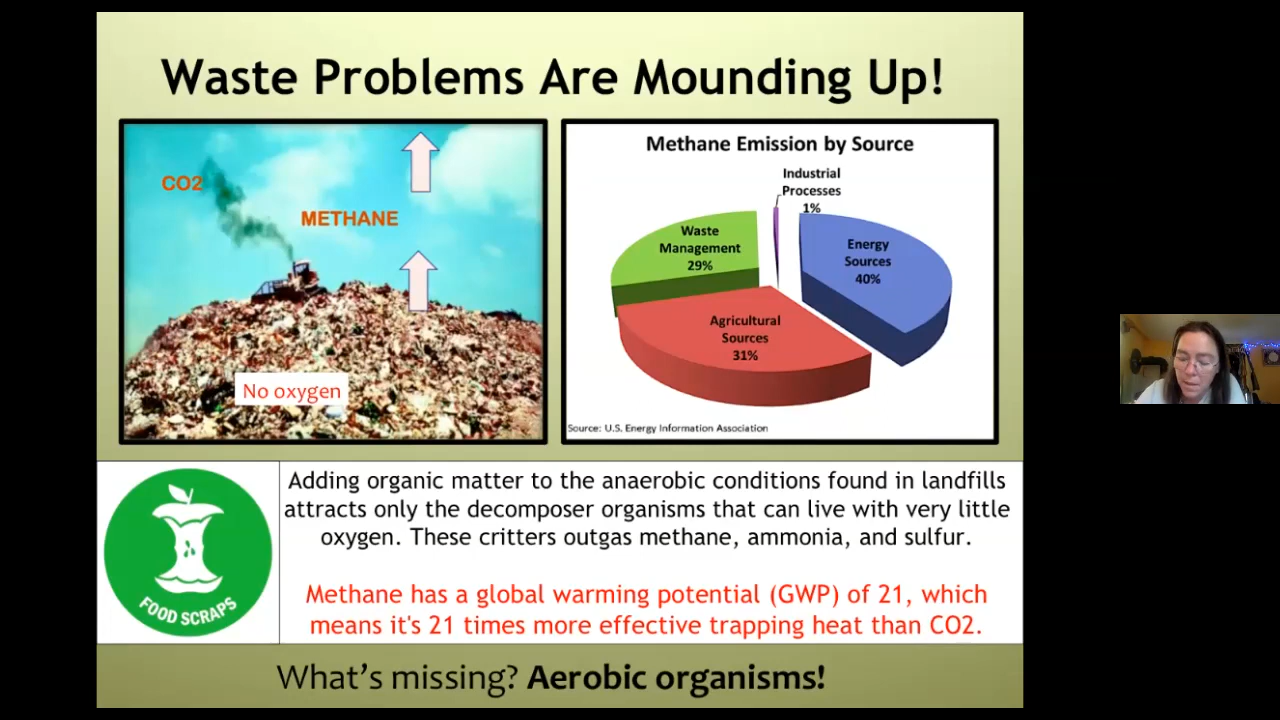 Waste Problems Are Mounding Up!
CO2
METHANE
No oxygen
Methane Emission by Source
Industrial
Processes
1%
Waste
Management
29%
Energy
Sources
40%
Agricultural
Sources
31%
Source: U.S. Energy Information Association
FOOD SCRAPS
Adding organic matter to the anaerobic conditions found in landfills
attracts only the decomposer organisms that can live with very little
oxygen. These critters outgas methane, ammonia, and sulfur.
Methane has a global warming potential (GWP) of 21, which
means it's 21 times more effective trapping heat than CO2.
What’s missing? Aerobic organisms!